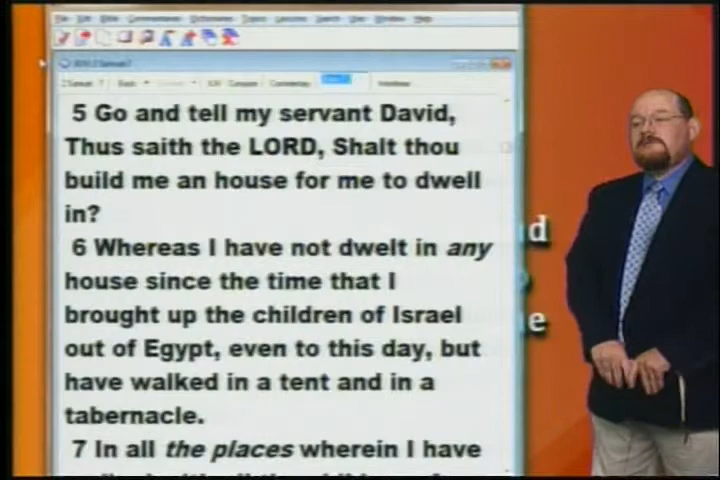 5 Go and tell my servant David,
Thus saith the LORD, Shalt thou
build me an house for me to dwell
in?
6 Whereas I have not dwelt in any
house since the time that I
brought up the children of Israel
out of Egypt, even to this day, but
have walked in a tent and in a
tabernacle.
7 In all the places wherein I have
d
e